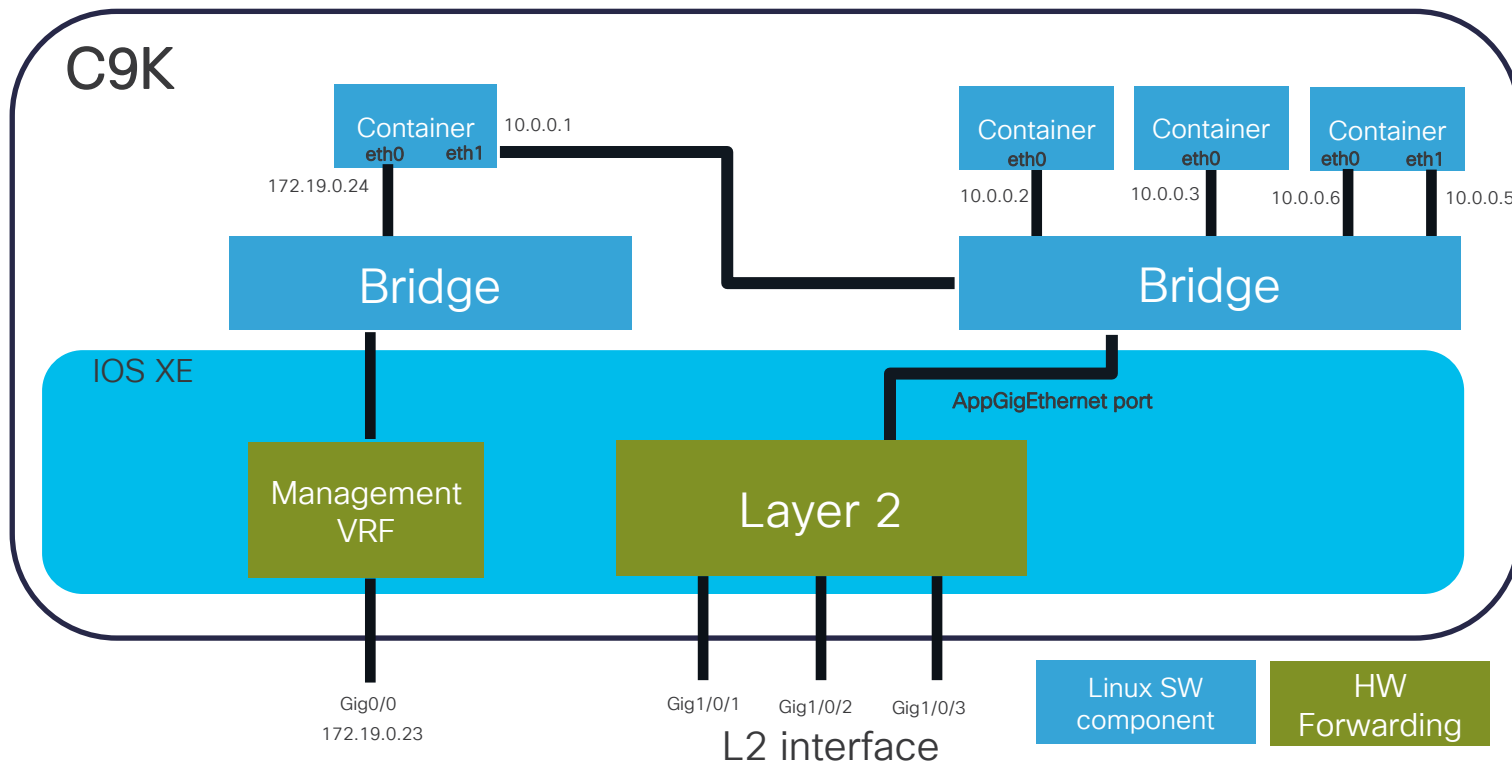 C9K
Container
eth0 eth1
10.0.0.1
172.19.0.24
Container
eth0
10.0.0.2
Container
eth0
10.0.0.3
Container
eth0 eth1
10.0.0.6
10.0.0.5
Bridge
Bridge
IOS XE
AppGigEthernet port
Management
VRF
Layer 2
Gig0/0
172.19.0.23
Gig1/0/1
Gig1/0/2
Gig1/0/3
L2 interface
Linux SW
component
HW
Forwarding